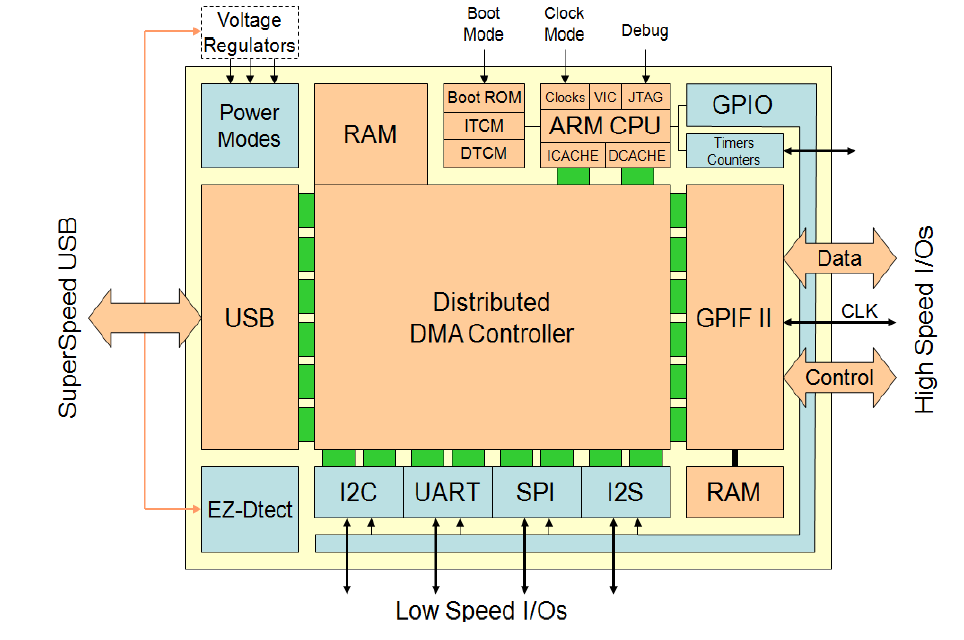 Voltage
Regulators
Boot
Mode
Clock
Mode
Debug
Power
Modes
RAM
Boot ROM
ITCM
DTCM
Clocks
VIC
JTAG
ARM CPU
ICACHE
DCACHE
GPIO
Timers
Counters
SuperSpeed USB
USB
Distributed
DMA Controller
GPIF II
Data
CLK
Control
High Speed I/Os
EZ-Dtect
I2C
UART
SPI
I2S
RAM
Low Speed I/Os